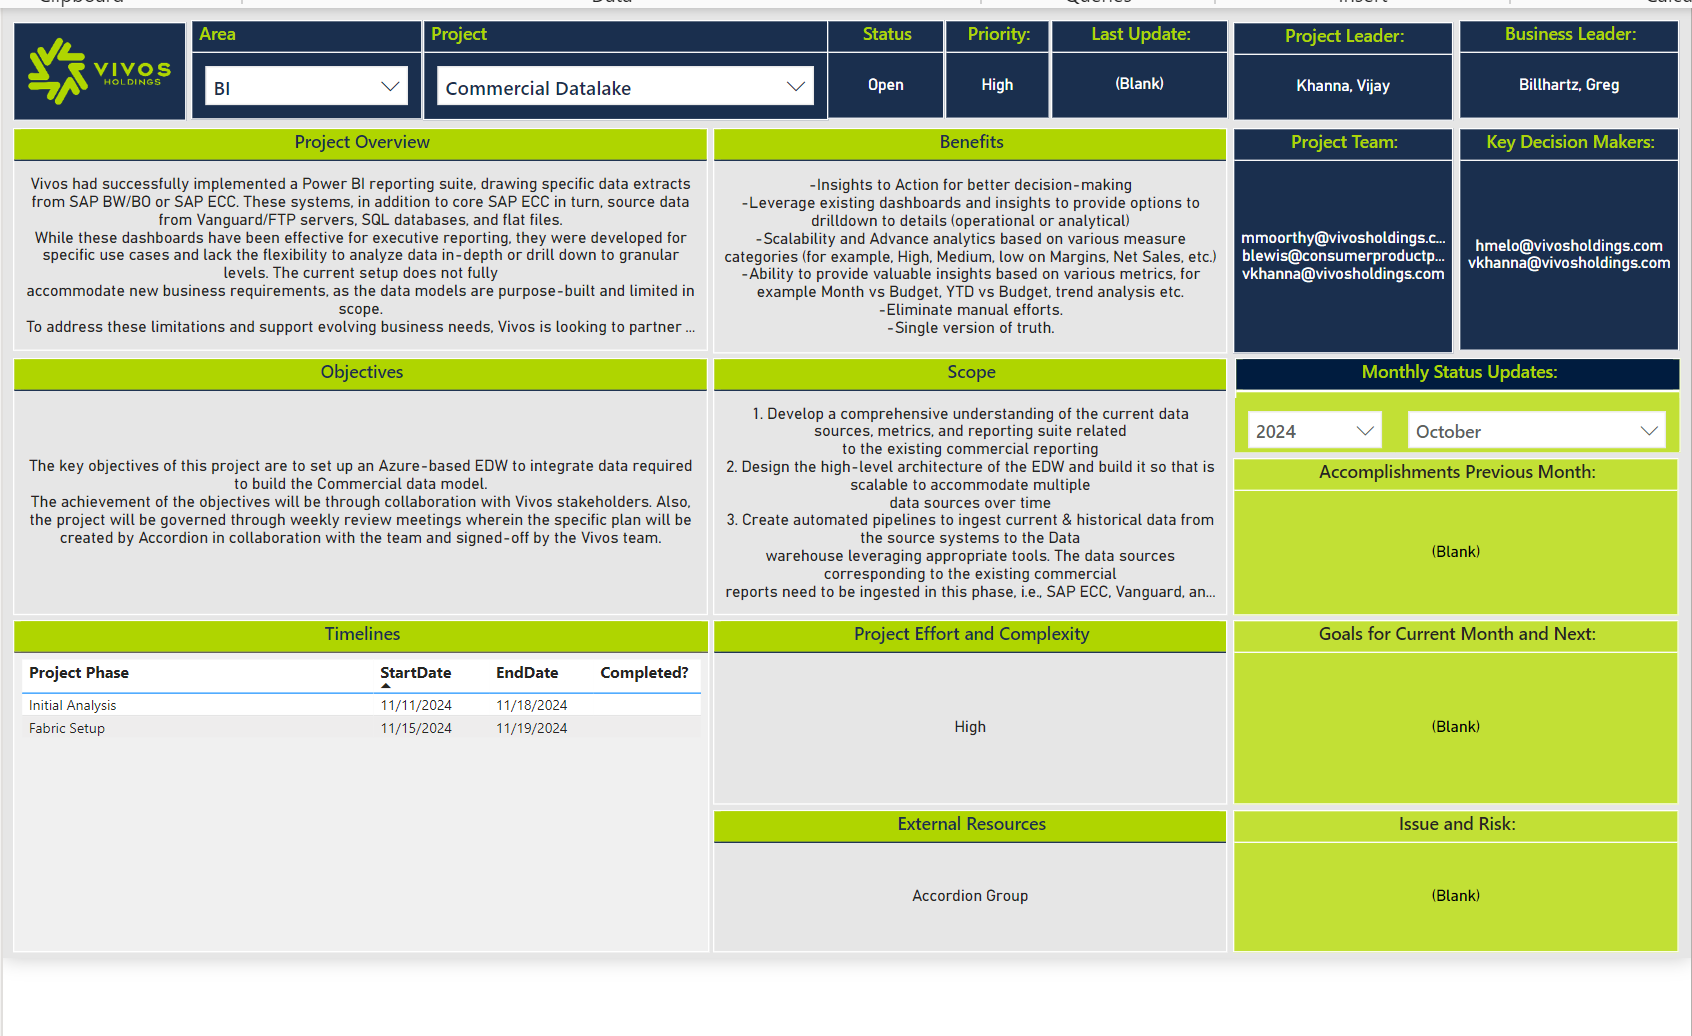 Clipboard
Data
Queries
Insert
VIVOS
HOLDINGS
Area
BI
Project
Commercial Datalake
Status
Open
Priority:
High
Last Update:
(Blank)
Project Leader:
Khanna, Vijay
Business Leader:
Billhartz, Greg
Project Overview
Vivos had successfully implemented a Power BI reporting suite, drawing specific data extracts
from SAP BW/BO or SAP ECC. These systems, in addition to core SAP ECC in turn, source data
from Vanguard/FTP servers, SQL databases, and flat files.
While these dashboards have been effective for executive reporting, they were developed for
specific use cases and lack the flexibility to analyze data in-depth or drill down to granular
levels. The current setup does not fully
accommodate new business requirements, as the data models are purpose-built and limited in
scope.
To address these limitations and support evolving business needs, Vivos is looking to partner ...
Benefits
-Insights to Action for better decision-making
-Leverage existing dashboards and insights to provide options to
drilldown to details (operational or analytical)
-Scalability and Advance analytics based on various measure
categories (for example, High, Medium, low on Margins, Net Sales, etc.)
-Ability to provide valuable insights based on various metrics, for
example Month vs Budget, YTD vs Budget, trend analysis etc.
-Eliminate manual efforts.
-Single version of truth.
Project Team:
mmoorthy@vivosholdings.c...
blewis@consumerproductp...
vkhanna@vivosholdings.com
Key Decision Makers:
hmelo@vivosholdings.com
vkhanna@vivosholdings.com
Objectives
The key objectives of this project are to set up an Azure-based EDW to integrate data required
to build the Commercial data model.
The achievement of the objectives will be through collaboration with Vivos stakeholders. Also,
the project will be governed through weekly review meetings wherein the specific plan will be
created by Accordion in collaboration with the team and signed-off by the Vivos team.
Scope
1. Develop a comprehensive understanding of the current data
sources, metrics, and reporting suite related
to the existing commercial reporting
2. Design the high-level architecture of the EDW and build it so that is
scalable to accommodate multiple
data sources over time
3. Create automated pipelines to ingest current & historical data from
the source systems to the Data
warehouse leveraging appropriate tools. The data sources
corresponding to the existing commercial
reports need to be ingested in this phase, i.e., SAP ECC, Vanguard, an...
Monthly Status Updates:
2024 October
Accomplishments Previous Month:
(Blank)
Timelines
Project Phase StartDate EndDate Completed?
Initial Analysis 11/11/2024 11/18/2024
Fabric Setup 11/15/2024 11/19/2024
Project Effort and Complexity
High
Goals for Current Month and Next:
(Blank)
External Resources
Accordion Group
Issue and Risk:
(Blank)